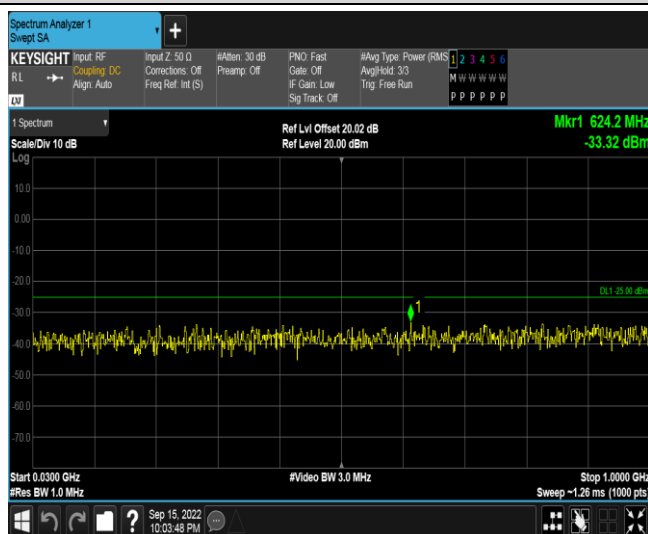 Spectrum Analyzer 1
Swept SA
KEYSIGHT
RL
LXI
Input: RF
Coupling: DC
Align: Auto
Input Z: 50 Ω
Corrections: Off
Freq Ref: Int (S)
#Atten: 30 dB
Preamp: Off
PNO: Fast
Gate: Off
IF Gain: Low
Sig Track: Off
#Avg Type: Power (RMS
Avg|Hold: 3/3
Trig: Free Run
1 2 3 4 5 6
M W W W W W
P P P P P P
1 Spectrum
Scale/Div 10 dB
Log
Ref Lvl Offset 20.02 dB
Ref Level 20.00 dBm
Mkr1 624.2 MHz
-33.32 dBm
10.0
0.00
-10.0
-20.0
DL1 -25.00 dBm
1
-30.0
-40.0
-50.0
-60.0
-70.0
Start 0.0300 GHz
#Video BW 3.0 MHz
Stop 1.0000 GHz
#Res BW 1.0 MHz
Sweep ~1.26 ms (1000 pts)
?
Sep 15, 2022
10:03:48 PM